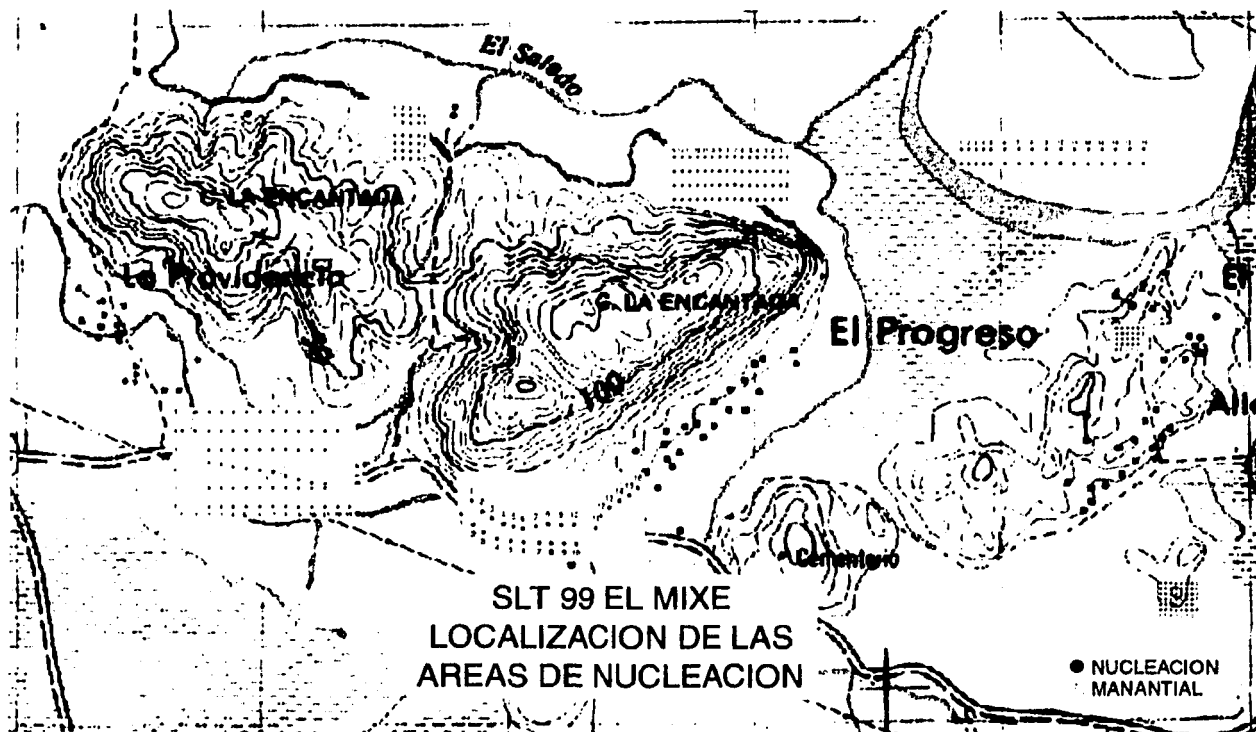 El Salado
C. LA ENCANTADA
La Providencia
C. LA ENCANTADA
El Progreso
100
Cementerio
SLT 99 EL MIXE
LOCALIZACION DE LAS
AREAS DE NUCLEACION
NUCLEACION
MANANTIAL